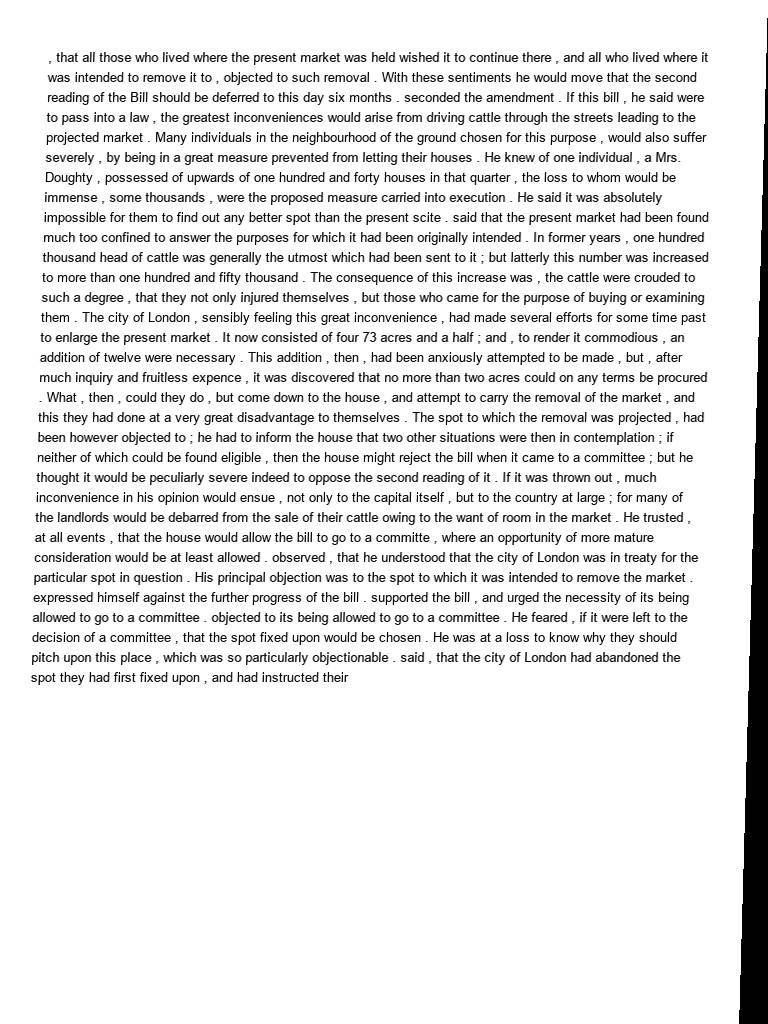 , that all those who lived where the present market was held wished it to continue there , and all who lived where it
was intended to remove it to , objected to such removal . With these sentiments he would move that the second
reading of the Bill should be deferred to this day six months . seconded the amendment . If this bill , he said were
to pass into a law , the greatest inconveniences would arise from driving cattle through the streets leading to the
projected market . Many individuals in the neighbourhood of the ground chosen for this purpose , would also suffer
severely , by being in a great measure prevented from letting their houses . He knew of one individual , a Mrs.
Doughty , possessed of upwards of one hundred and forty houses in that quarter , the loss to whom would be
immense , some thousands , were the proposed measure carried into execution . He said it was absolutely
impossible for them to find out any better spot than the present scite . said that the present market had been found
much too confined to answer the purposes for which it had been originally intended . In former years , one hundred
thousand head of cattle was generally the utmost which had been sent to it ; but latterly this number was increased
to more than one hundred and fifty thousand . The consequence of this increase was , the cattle were crouded to
such a degree , that they not only injured themselves , but those who came for the purpose of buying or examining
them . The city of London , sensibly feeling this great inconvenience , had made several efforts for some time past
to enlarge the present market . It now consisted of four 73 acres and a half ; and , to render it commodious , an
addition of twelve were necessary . This addition , then , had been anxiously attempted to be made , but , after
much inquiry and fruitless expence , it was discovered that no more than two acres could on any terms be procured
. What , then , could they do , but come down to the house , and attempt to carry the removal of the market , and
this they had done at a very great disadvantage to themselves . The spot to which the removal was projected , had
been however objected to ; he had to inform the house that two other situations were then in contemplation ; if
neither of which could be found eligible , then the house might reject the bill when it came to a committee ; but he
thought it would be peculiarly severe indeed to oppose the second reading of it . If it was thrown out , much
inconvenience in his opinion would ensue , not only to the capital itself , but to the country at large ; for many of
the landlords would be debarred from the sale of their cattle owing to the want of room in the market . He trusted ,
at all events , that the house would allow the bill to go to a committe , where an opportunity of more mature
consideration would be at least allowed . observed , that he understood that the city of London was in treaty for the
particular spot in question . His principal objection was to the spot to which it was intended to remove the market .
expressed himself against the further progress of the bill . supported the bill , and urged the necessity of its being
allowed to go to a committee . objected to its being allowed to go to a committee . He feared , if it were left to the
decision of a committee , that the spot fixed upon would be chosen . He was at a loss to know why they should
pitch upon this place , which was so particularly objectionable . said , that the city of London had abandoned the
spot they had first fixed upon , and had instructed their